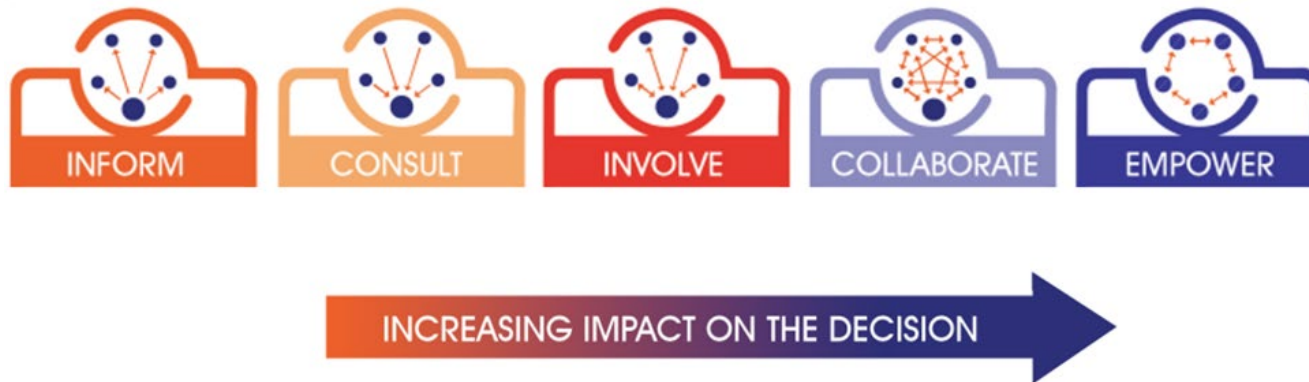 INFORM
CONSULT
INVOLVE
COLLABORATE
EMPOWER
INCREASING IMPACT ON THE DECISION